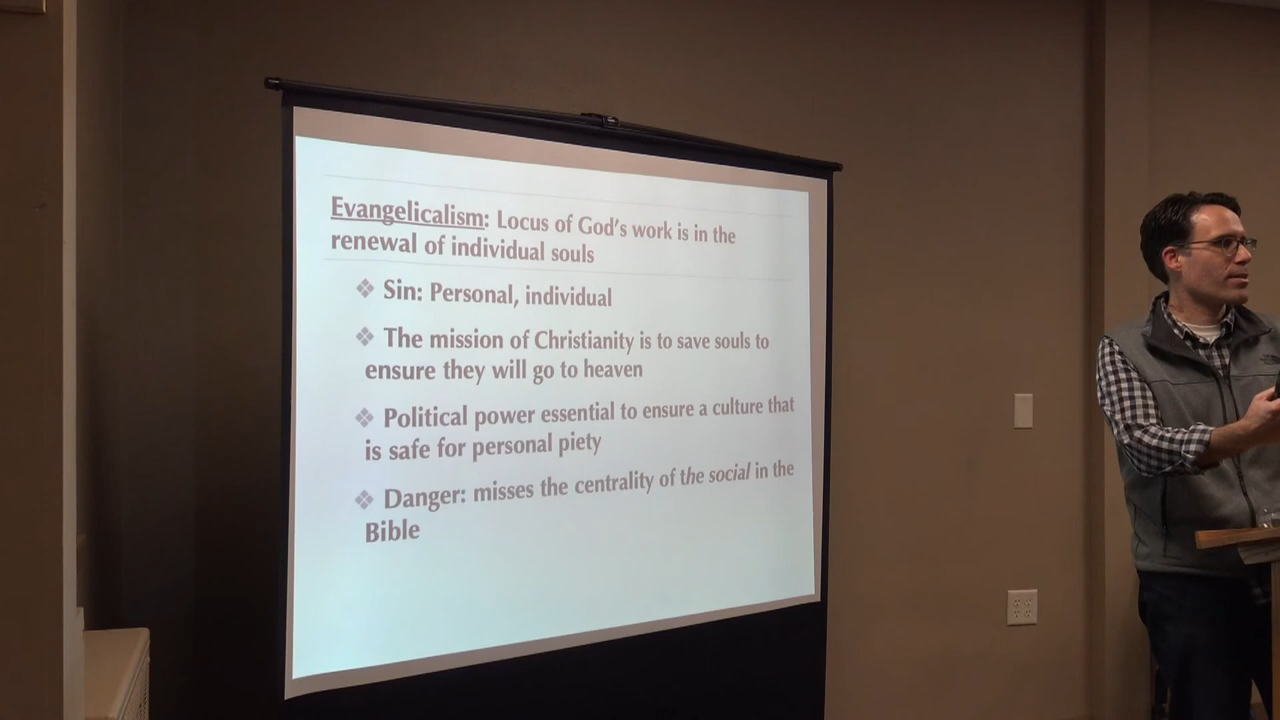 Evangelicalism: Locus of God's work is in the
renewal of individual souls
❖ Sin: Personal, individual
❖ The mission of Christianity is to save souls to
ensure they will go to heaven
❖ Political power essential to ensure a culture that
is safe for personal piety
❖ Danger: misses the centrality of the social in the
Bible